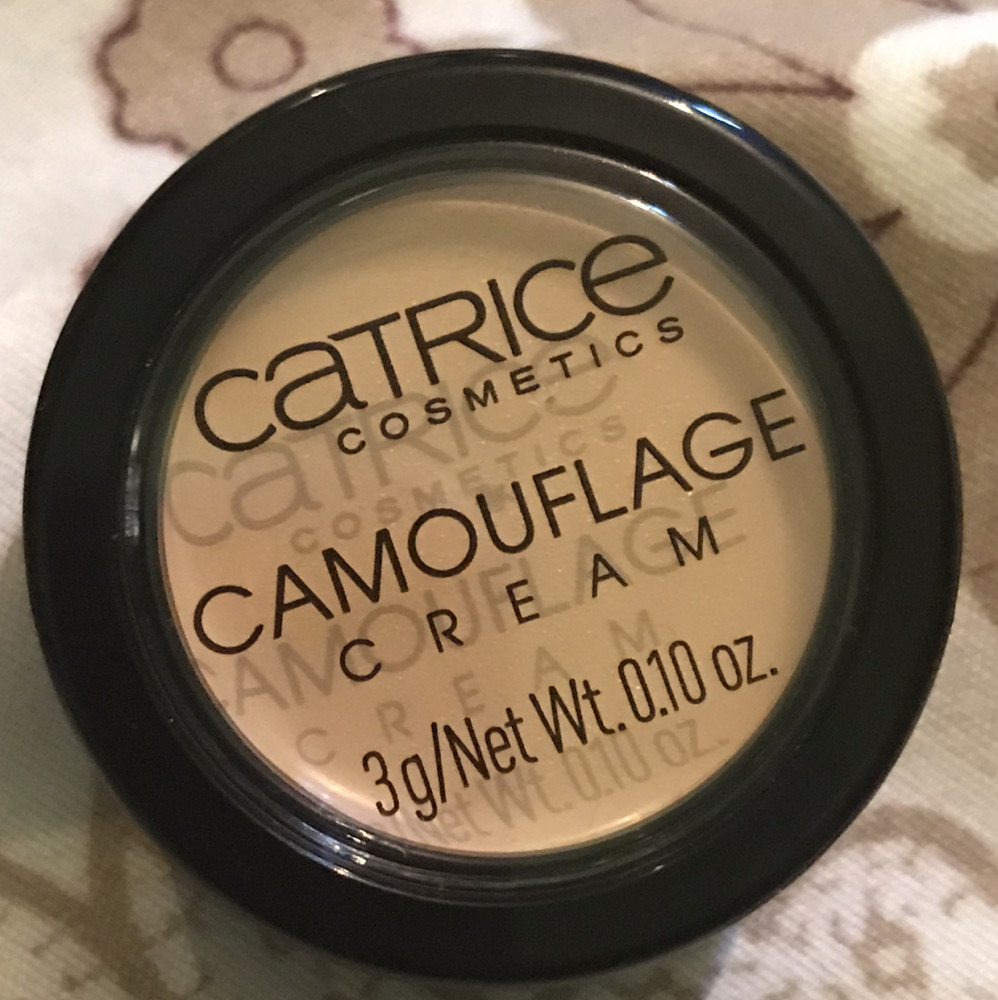 CaTRICe
COSMETICS
CAMOUFLAGE
CREAM
3g/Net Wt. 0.10 oz.